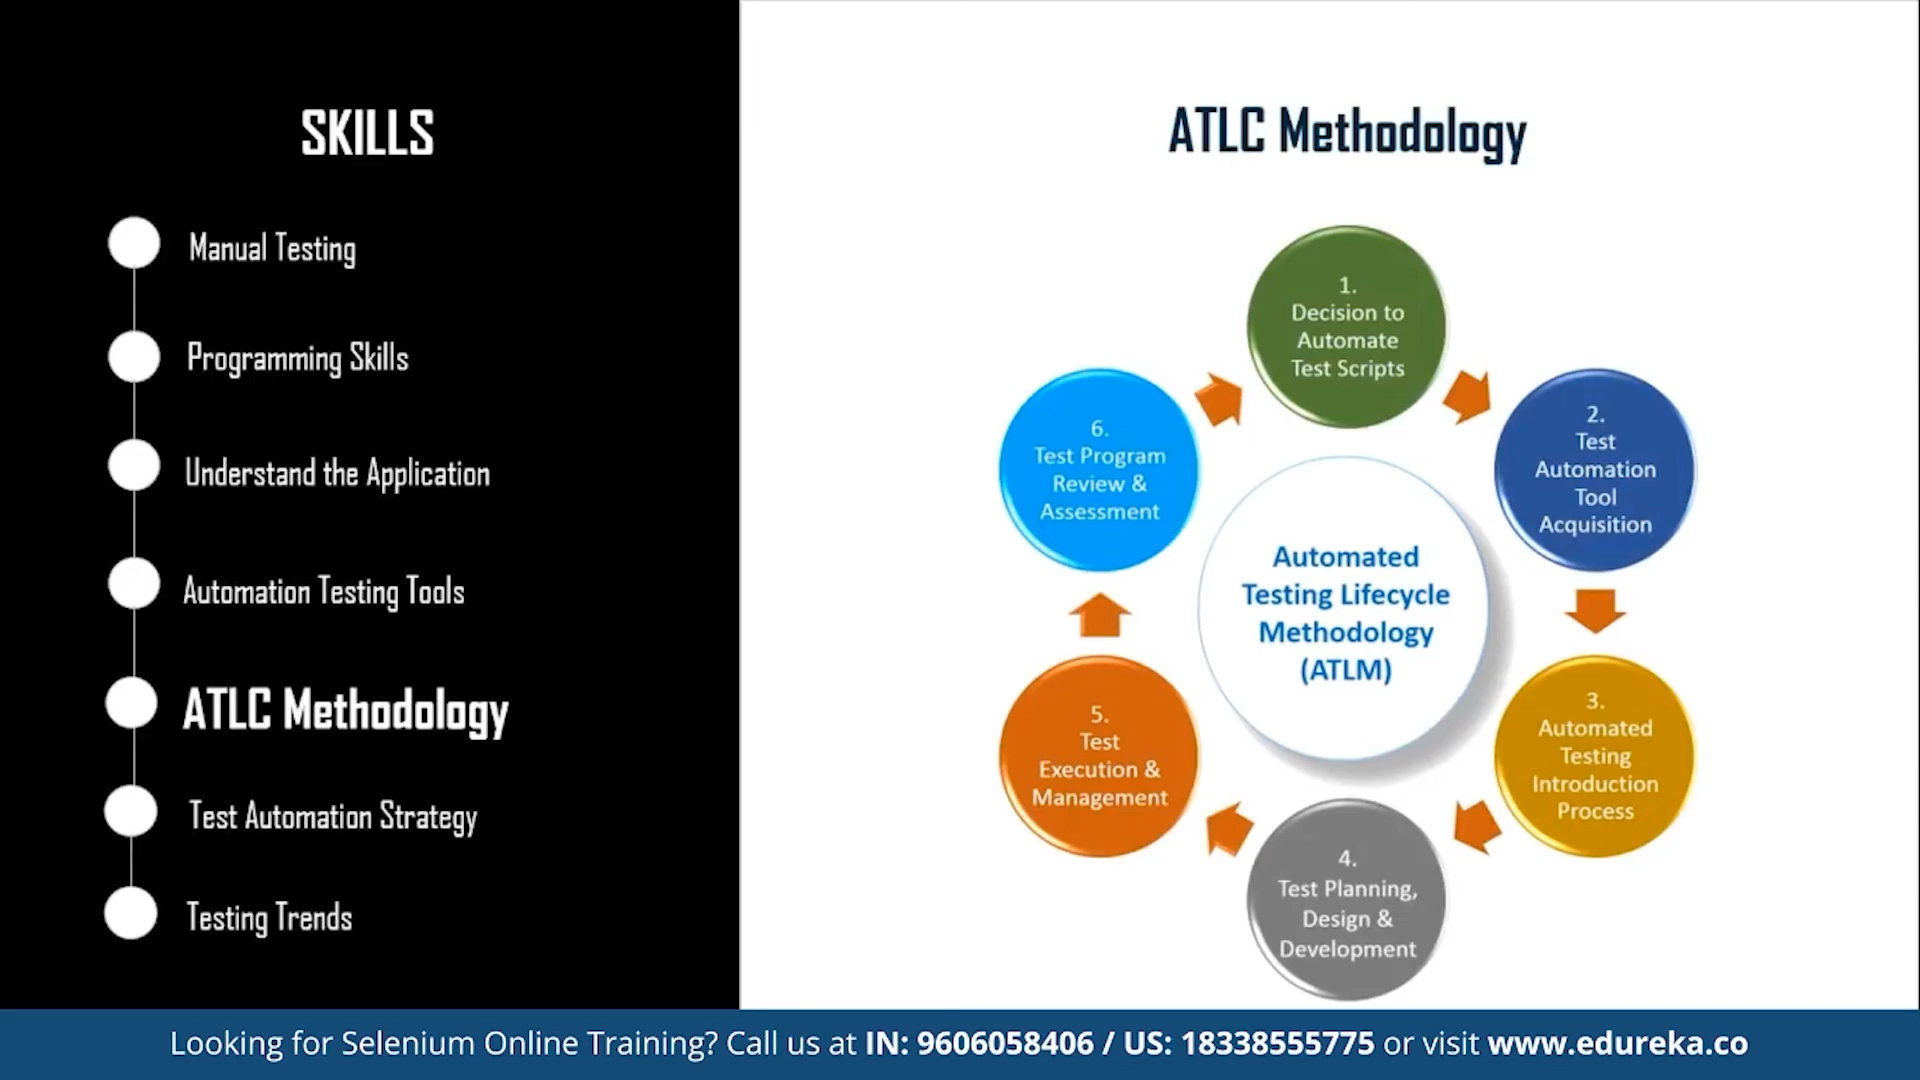 SKILLS
Manual Testing
Programming Skills
Understand the Application
Automation Testing Tools
ATLC Methodology
Test Automation Strategy
Testing Trends
ATLC Methodology
1.
Decision to
Automate
Test Scripts
2.
Test
Automation
Tool
Acquisition
3.
Automated
Testing
Introduction
Process
4.
Test Planning,
Design &
Development
5.
Test
Execution &
Management
6.
Test Program
Review &
Assessment
Automated
Testing Lifecycle
Methodology
(ATLM)
Looking for Selenium Online Training? Call us at IN: 9606058406 / US: 18338555775 or visit www.edureka.co